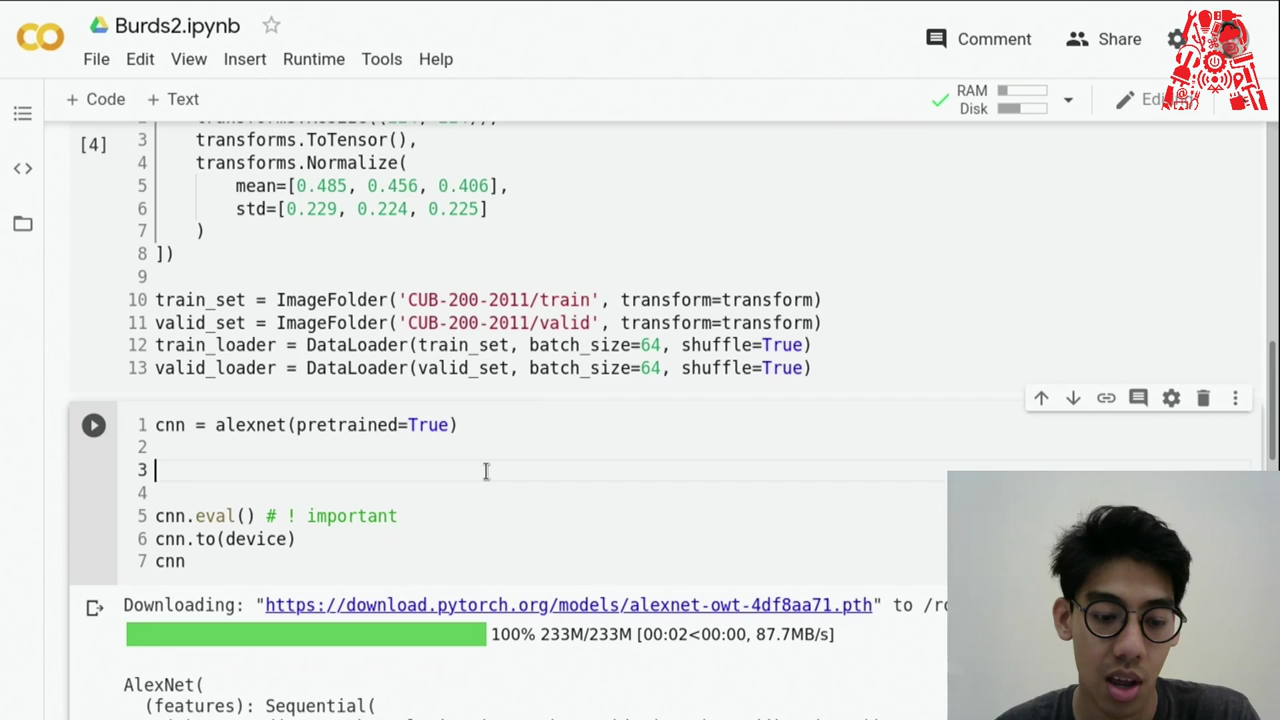 Burds2.ipynb
File Edit View Insert Runtime Tools Help
Comment Share
+ Code + Text
RAM
Disk
[4]
3 transforms.ToTensor(),
4 transforms.Normalize(
5 mean=[0.485, 0.456, 0.406],
6 std=[0.229, 0.224, 0.225]
7 )
8 ])
9
10 train_set = ImageFolder('CUB-200-2011/train', transform=transform)
11 valid_set = ImageFolder('CUB-200-2011/valid', transform=transform)
12 train_loader = DataLoader(train_set, batch_size=64, shuffle=True)
13 valid_loader = DataLoader(valid_set, batch_size=64, shuffle=True)
1 cnn = alexnet(pretrained=True)
2
3
4
5 cnn.eval() # ! important
6 cnn.to(device)
7 cnn
Downloading: "https://download.pytorch.org/models/alexnet-owt-4df8aa71.pth" to
100% 233M/233M [00:02<00:00, 87.7MB/s]
AlexNet(
(features): Sequential(